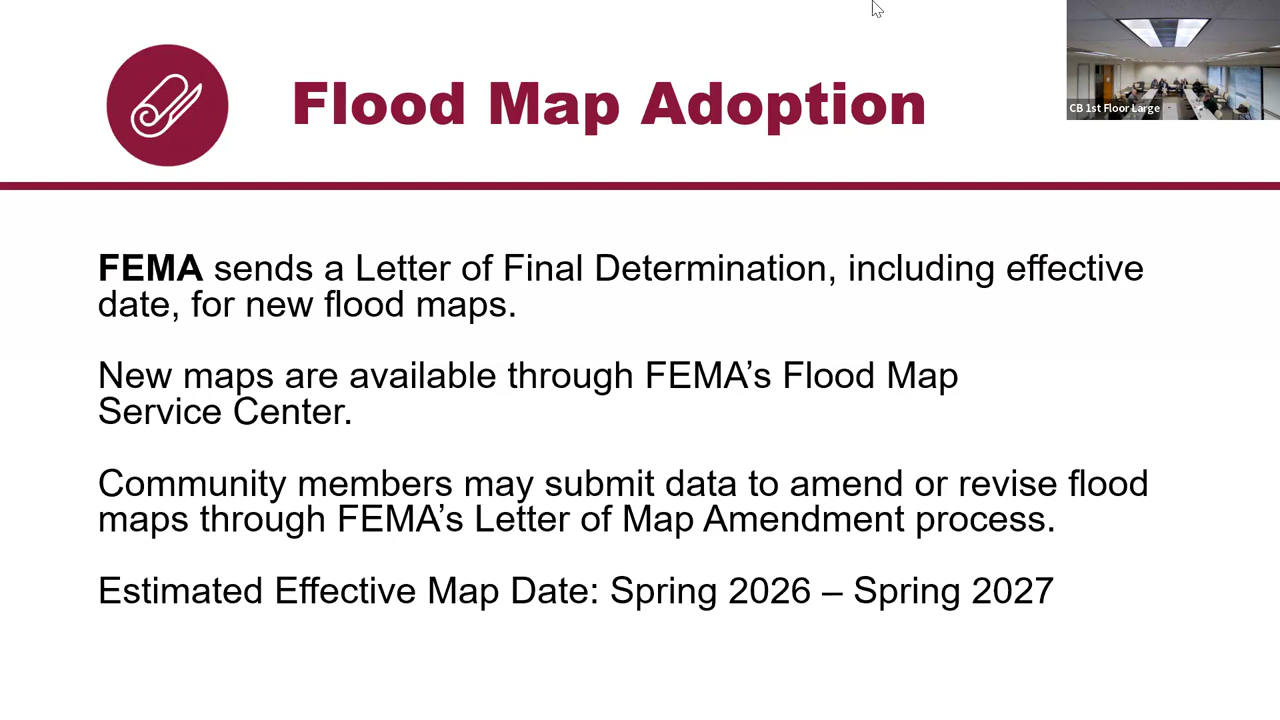 Flood Map Adoption
CB 1st Floor Large
FEMA sends a Letter of Final Determination, including effective
date, for new flood maps.
New maps are available through FEMA’s Flood Map
Service Center.
Community members may submit data to amend or revise flood
maps through FEMA’s Letter of Map Amendment process.
Estimated Effective Map Date: Spring 2026 – Spring 2027